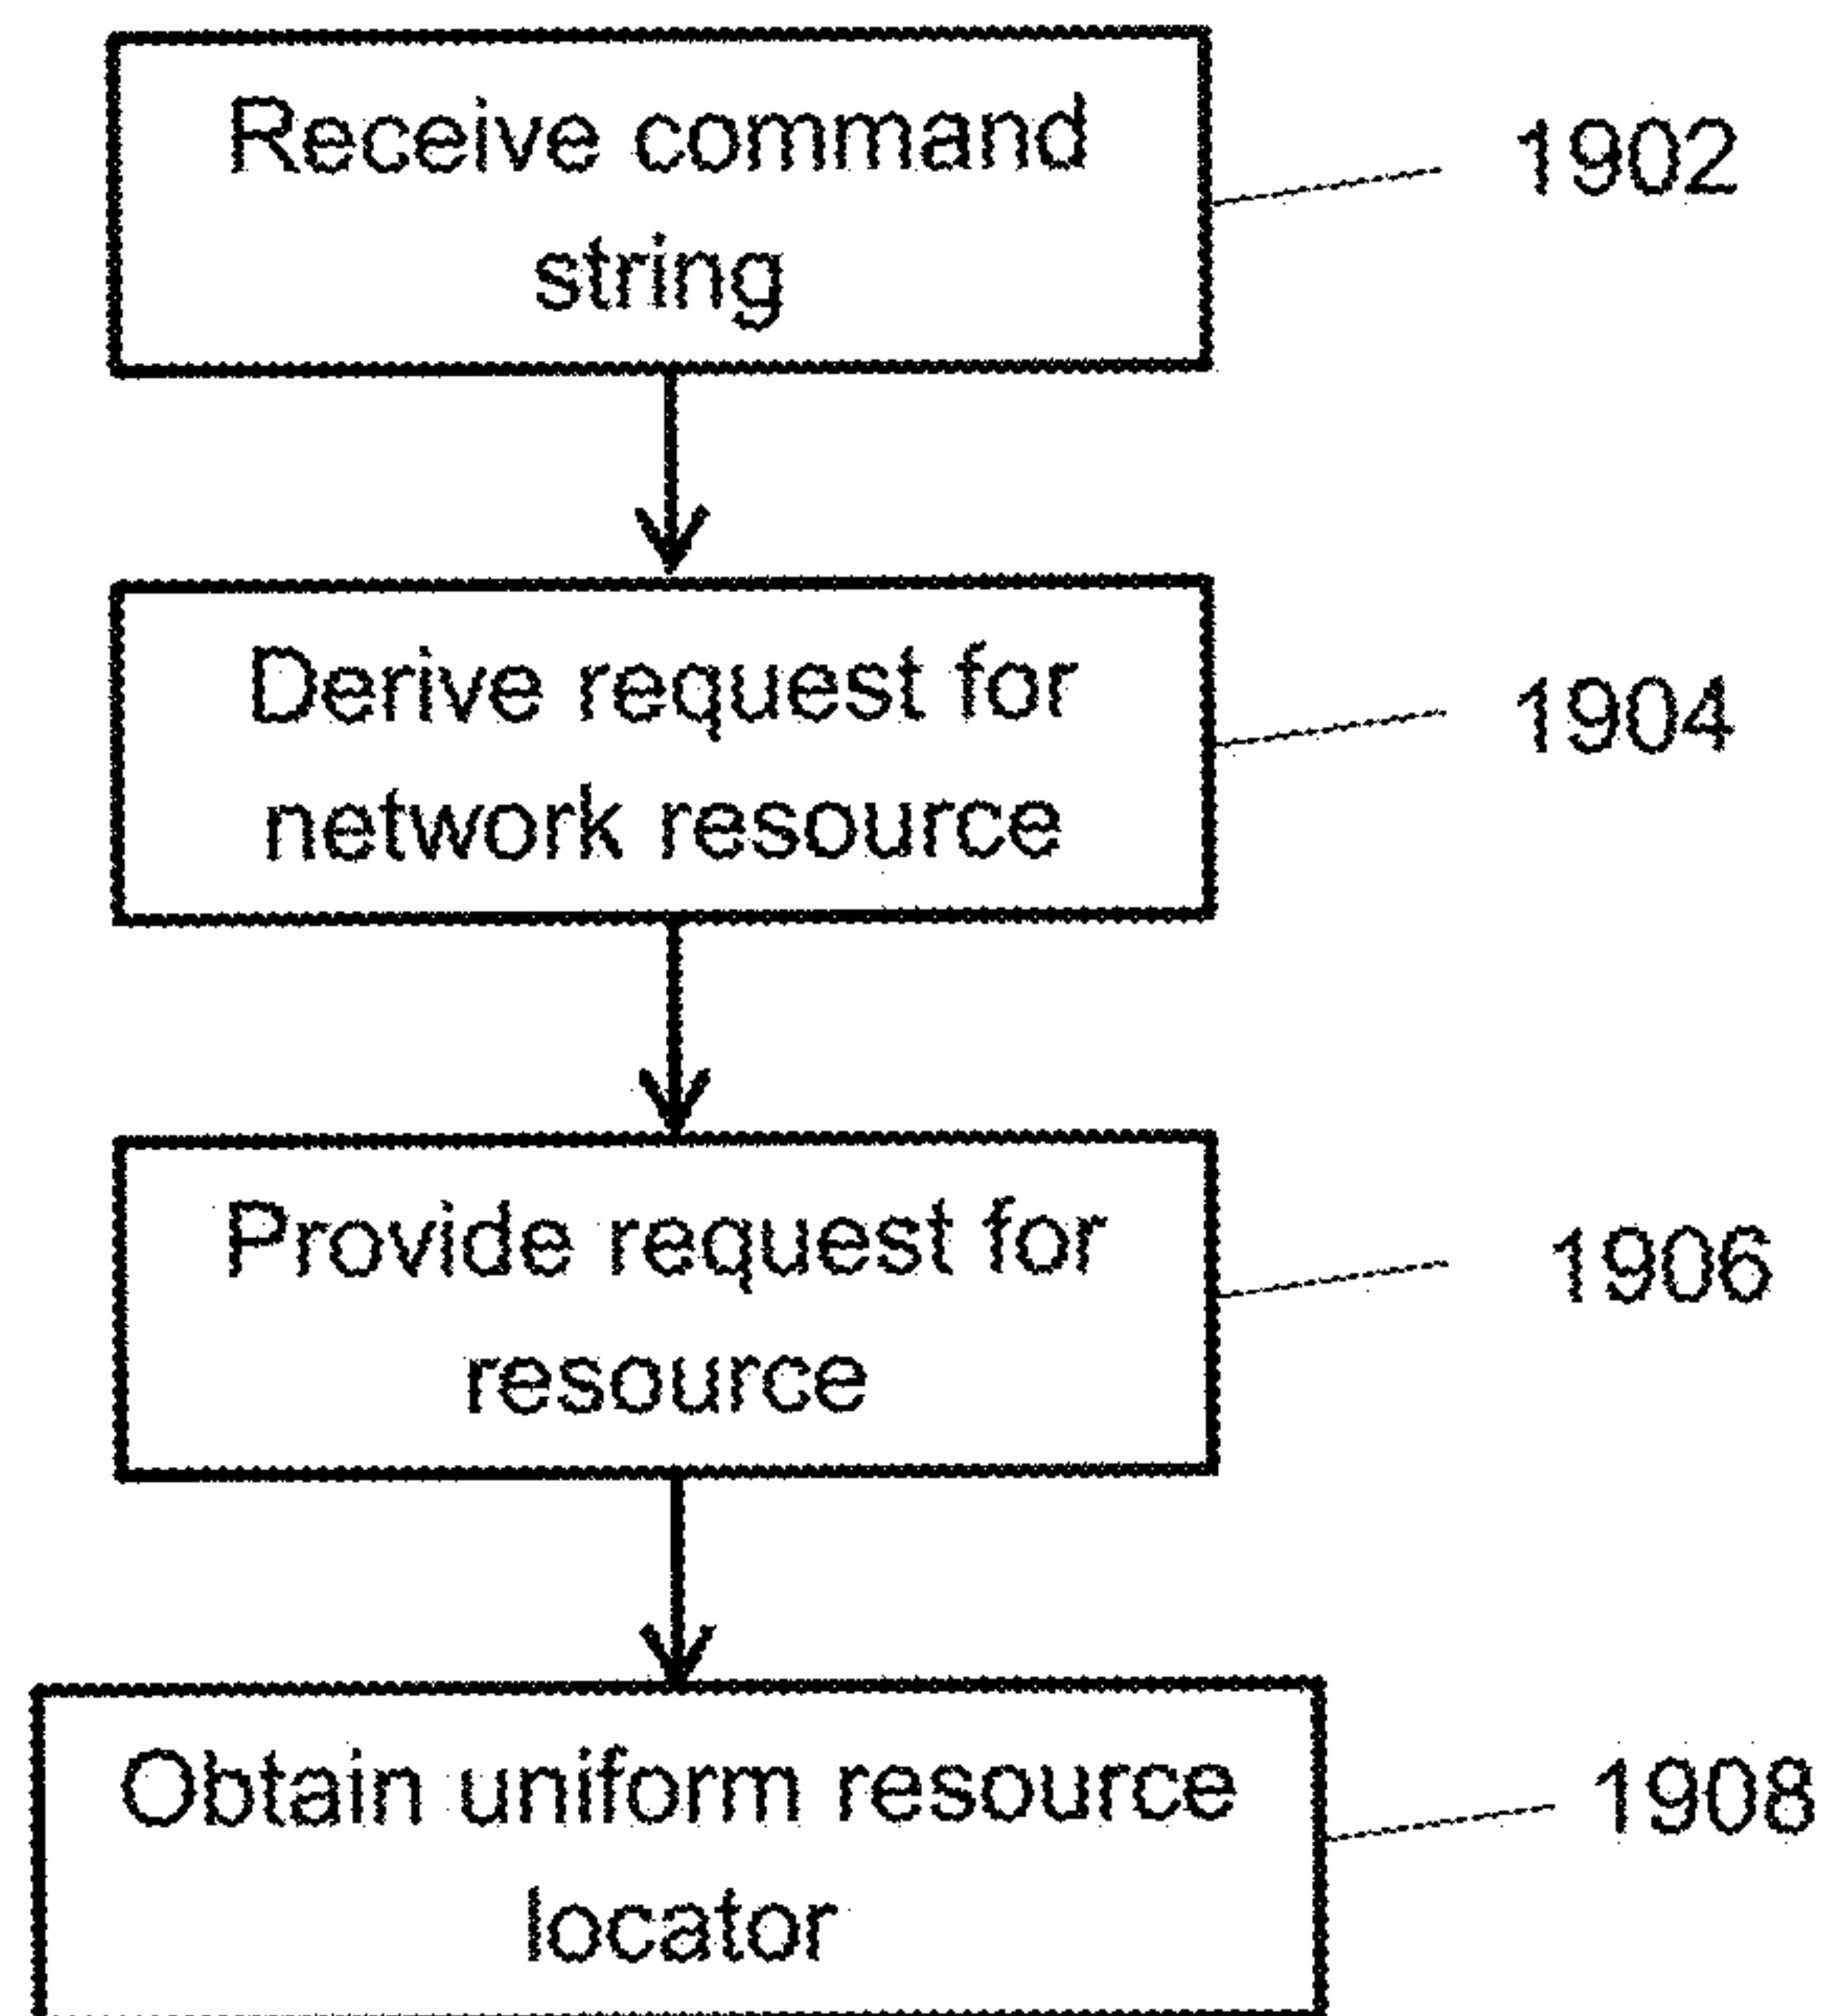 Receive command
string
1902
Derive request for
network resource
1904
Provide request for
resource
1906
Obtain uniform resource
locator
1908